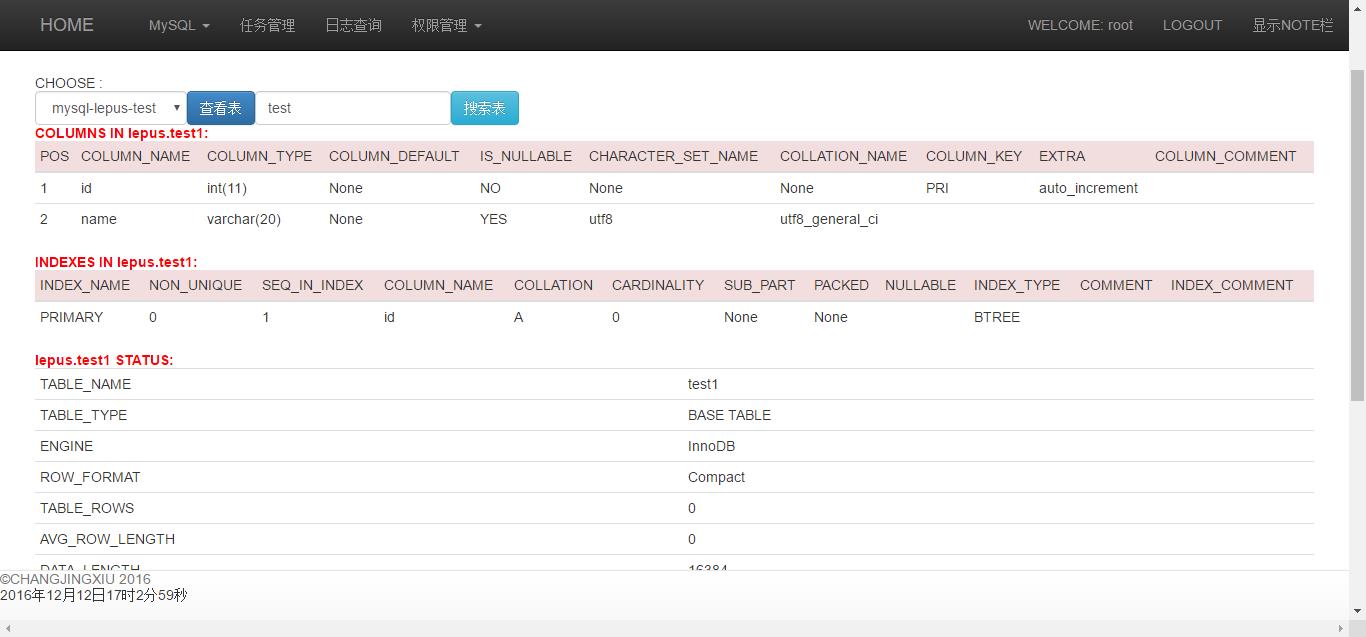 HOME MySQL 任务管理 日志查询 权限管理 WELCOME: root LOGOUT 显示NOTE栏
CHOOSE :
mysql-lepus-test 查看表 test 搜索表
COLUMNS IN lepus.test1:
POS COLUMN_NAME COLUMN_TYPE COLUMN_DEFAULT IS_NULLABLE CHARACTER_SET_NAME COLLATION_NAME COLUMN_KEY EXTRA COLUMN_COMMENT
1 id int(11) None NO None None PRI auto_increment
2 name varchar(20) None YES utf8 utf8_general_ci
INDEXES IN lepus.test1:
INDEX_NAME NON_UNIQUE SEQ_IN_INDEX COLUMN_NAME COLLATION CARDINALITY SUB_PART PACKED NULLABLE INDEX_TYPE COMMENT INDEX_COMMENT
PRIMARY 0 1 id A 0 None None BTREE
lepus.test1 STATUS:
TABLE_NAME test1
TABLE_TYPE BASE TABLE
ENGINE InnoDB
ROW_FORMAT Compact
TABLE_ROWS 0
AVG_ROW_LENGTH 0
DATA_LENGTH 16384
©CHANGJINGXIU 2016
2016年12月12日17时2分59秒